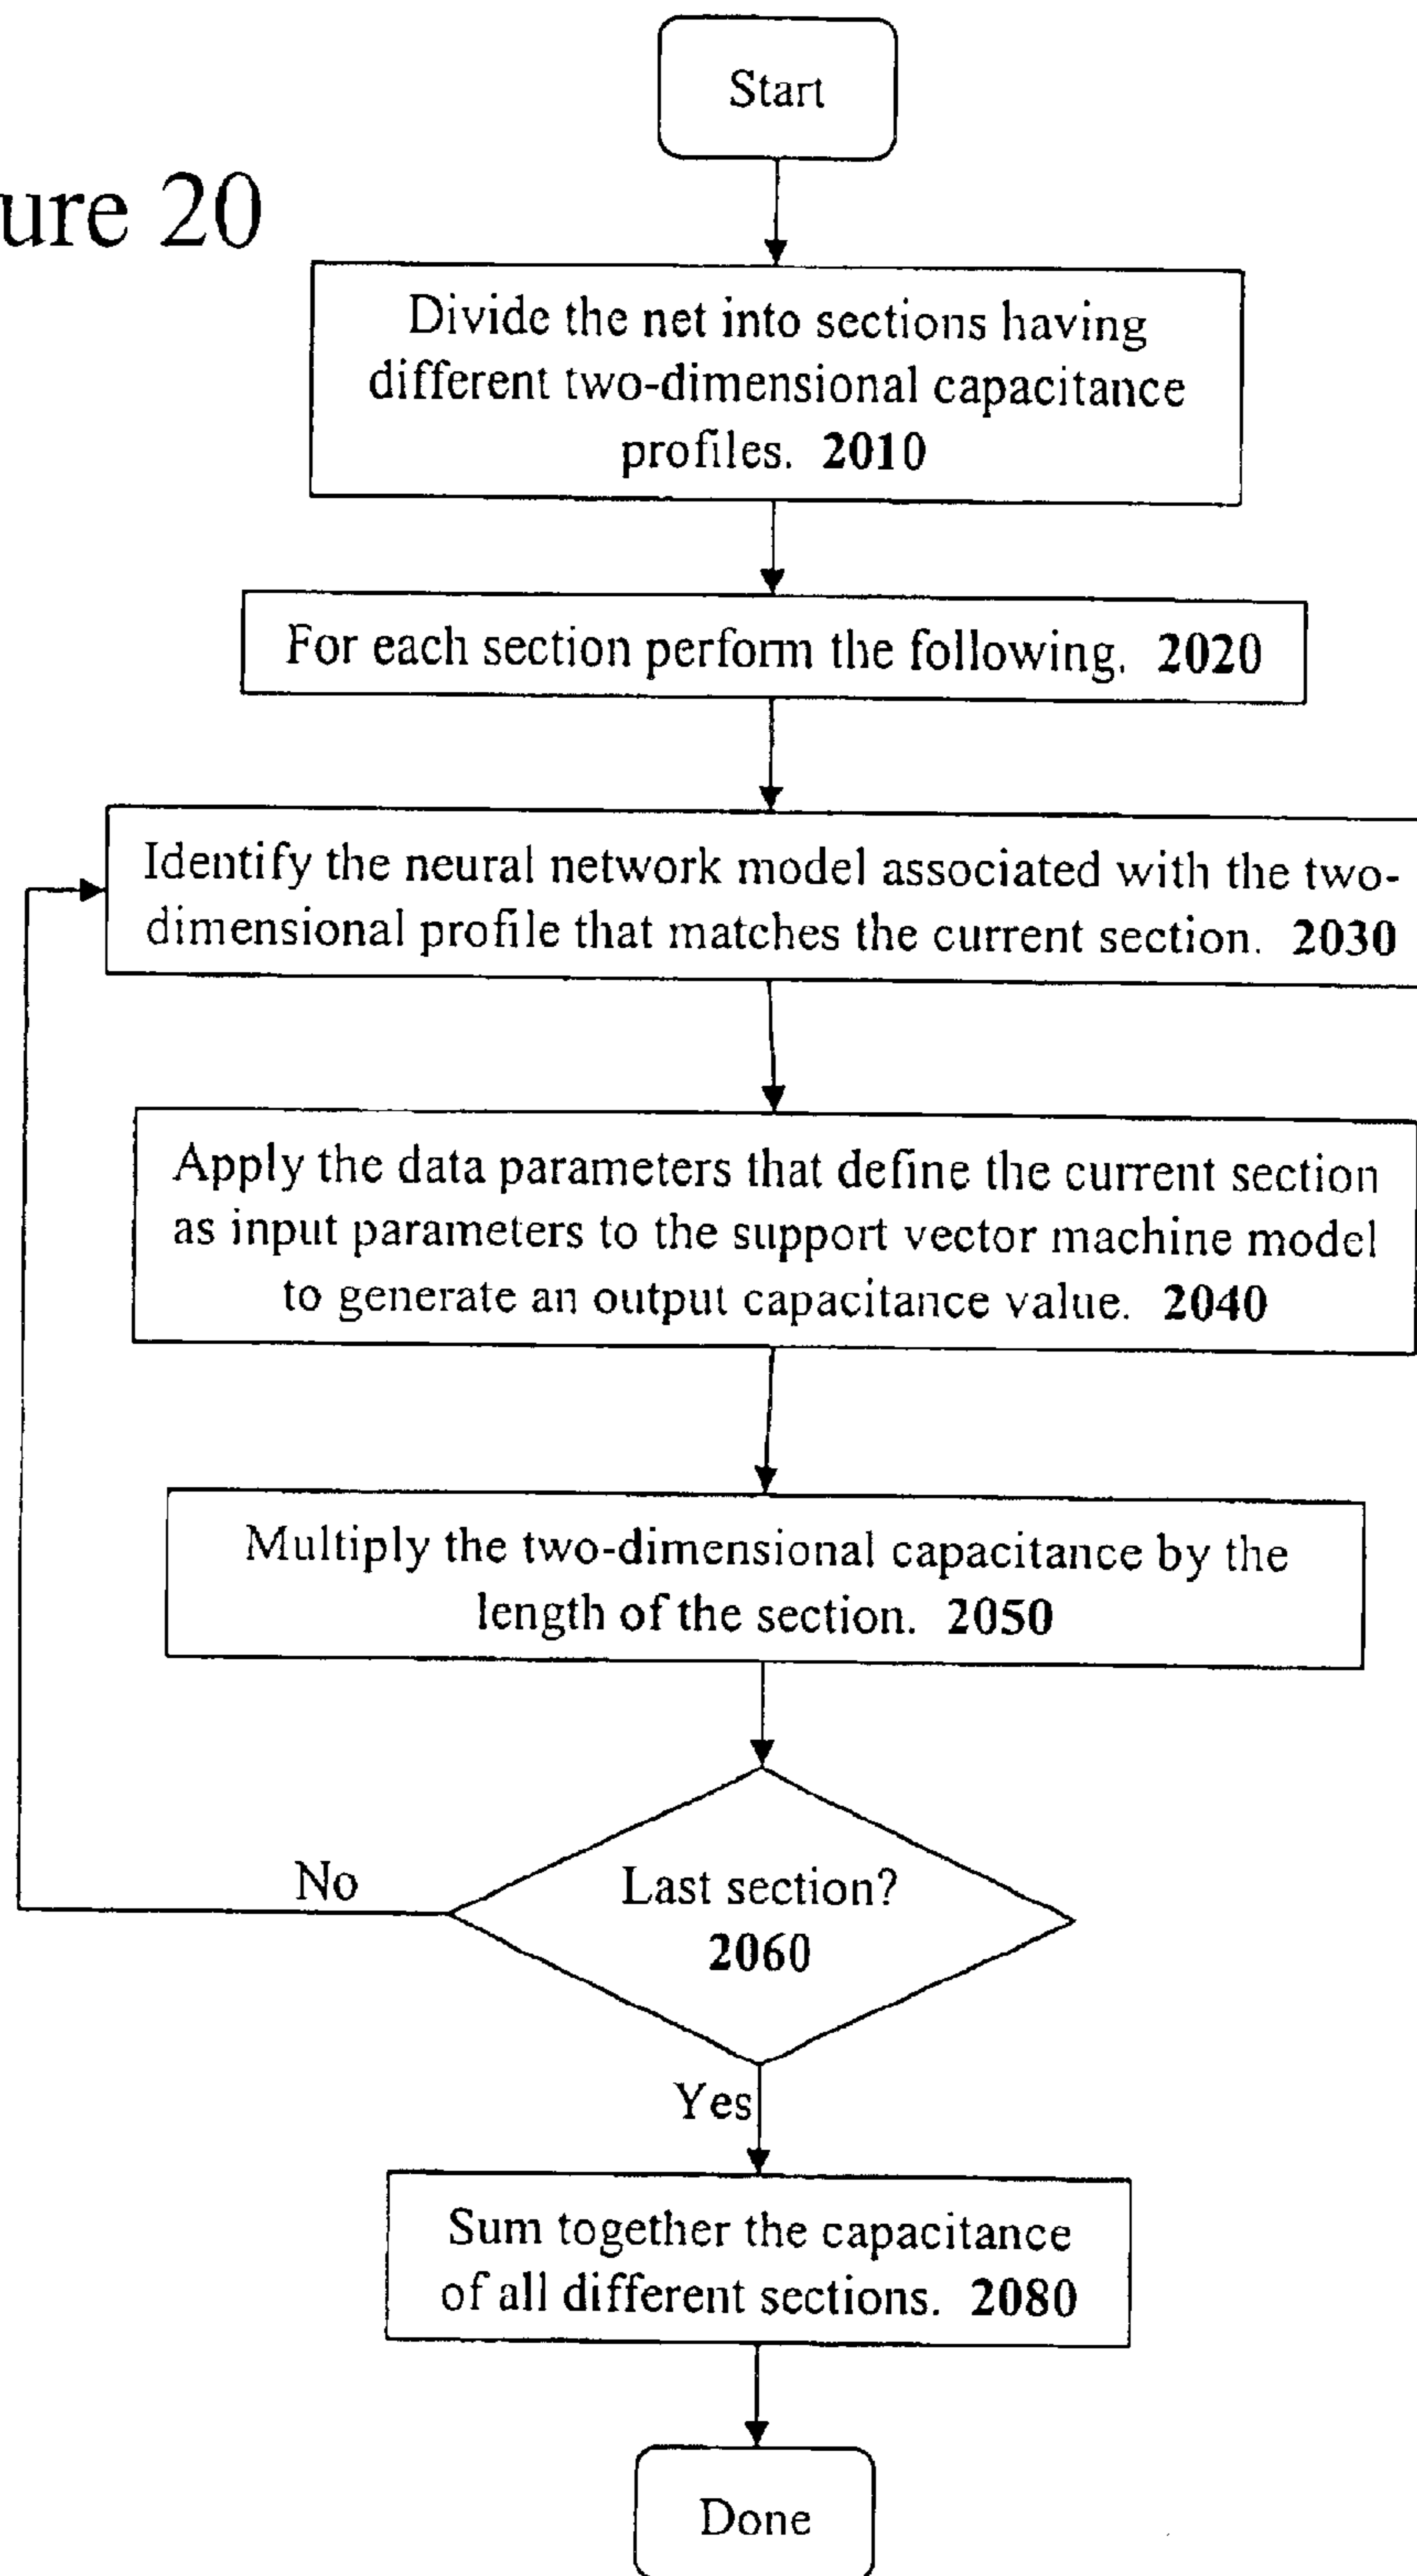 Start
ure 20
Divide the net into sections having
different two-dimensional capacitance
profiles. 2010
For each section perform the following. 2020
Identify the neural network model associated with the two-
dimensional profile that matches the current section. 2030
Apply the data parameters that define the current section
as input parameters to the support vector machine model
to generate an output capacitance value. 2040
Multiply the two-dimensional capacitance by the
length of the section. 2050
No
Last section?
2060
Yes
Sum together the capacitance
of all different sections. 2080
Done